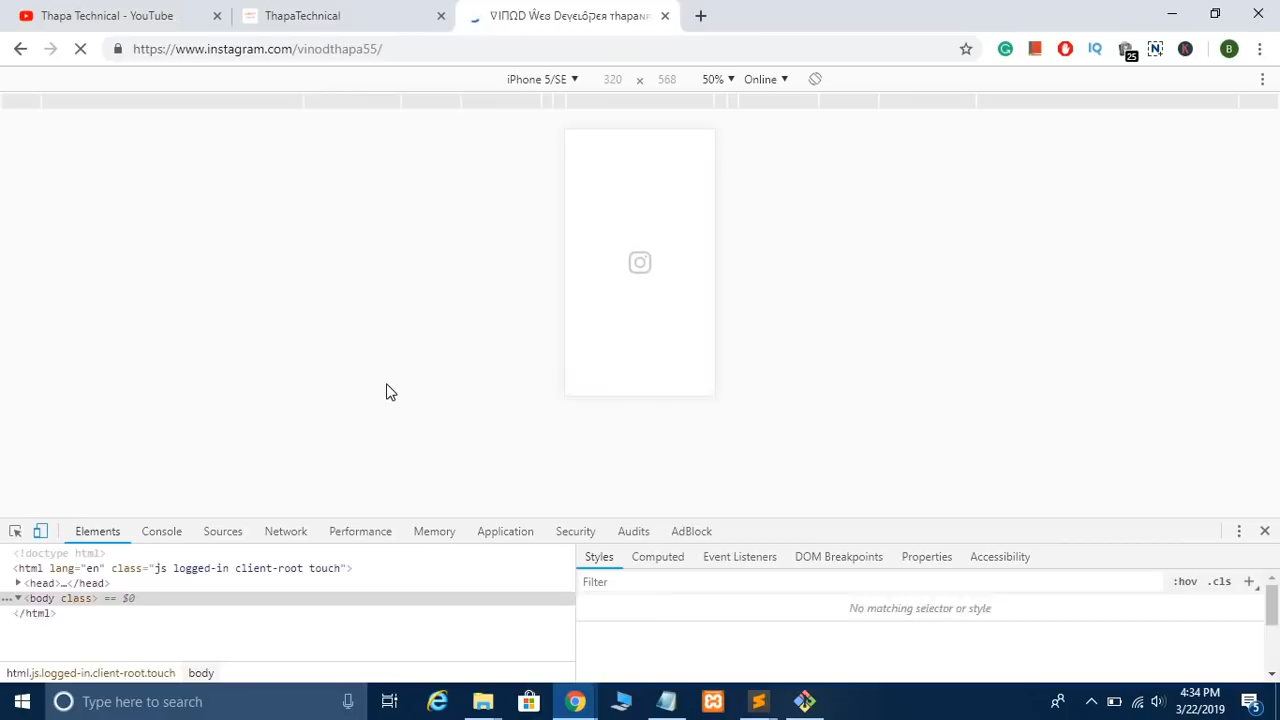 Thapa Technical - YouTube
ThapaTechnical
https://www.instagram.com/vinodthapa55/
25
B
iPhone 5/SE
320 × 568
50%
Online
Elements
Console
Sources
Network
Performance
Memory
Application
Security
Audits
AdBlock
<!doctype html>
<html lang="en" class="js logged-in client-root touch">
<head>…</head>
<body class> == $0
</html>
html.js.logged-in.client-root.touch
body
Styles
Computed
Event Listeners
DOM Breakpoints
Properties
Accessibility
Filter
:hov
.cls
No matching selector or style
Type here to search
4:34 PM
3/22/2019
5